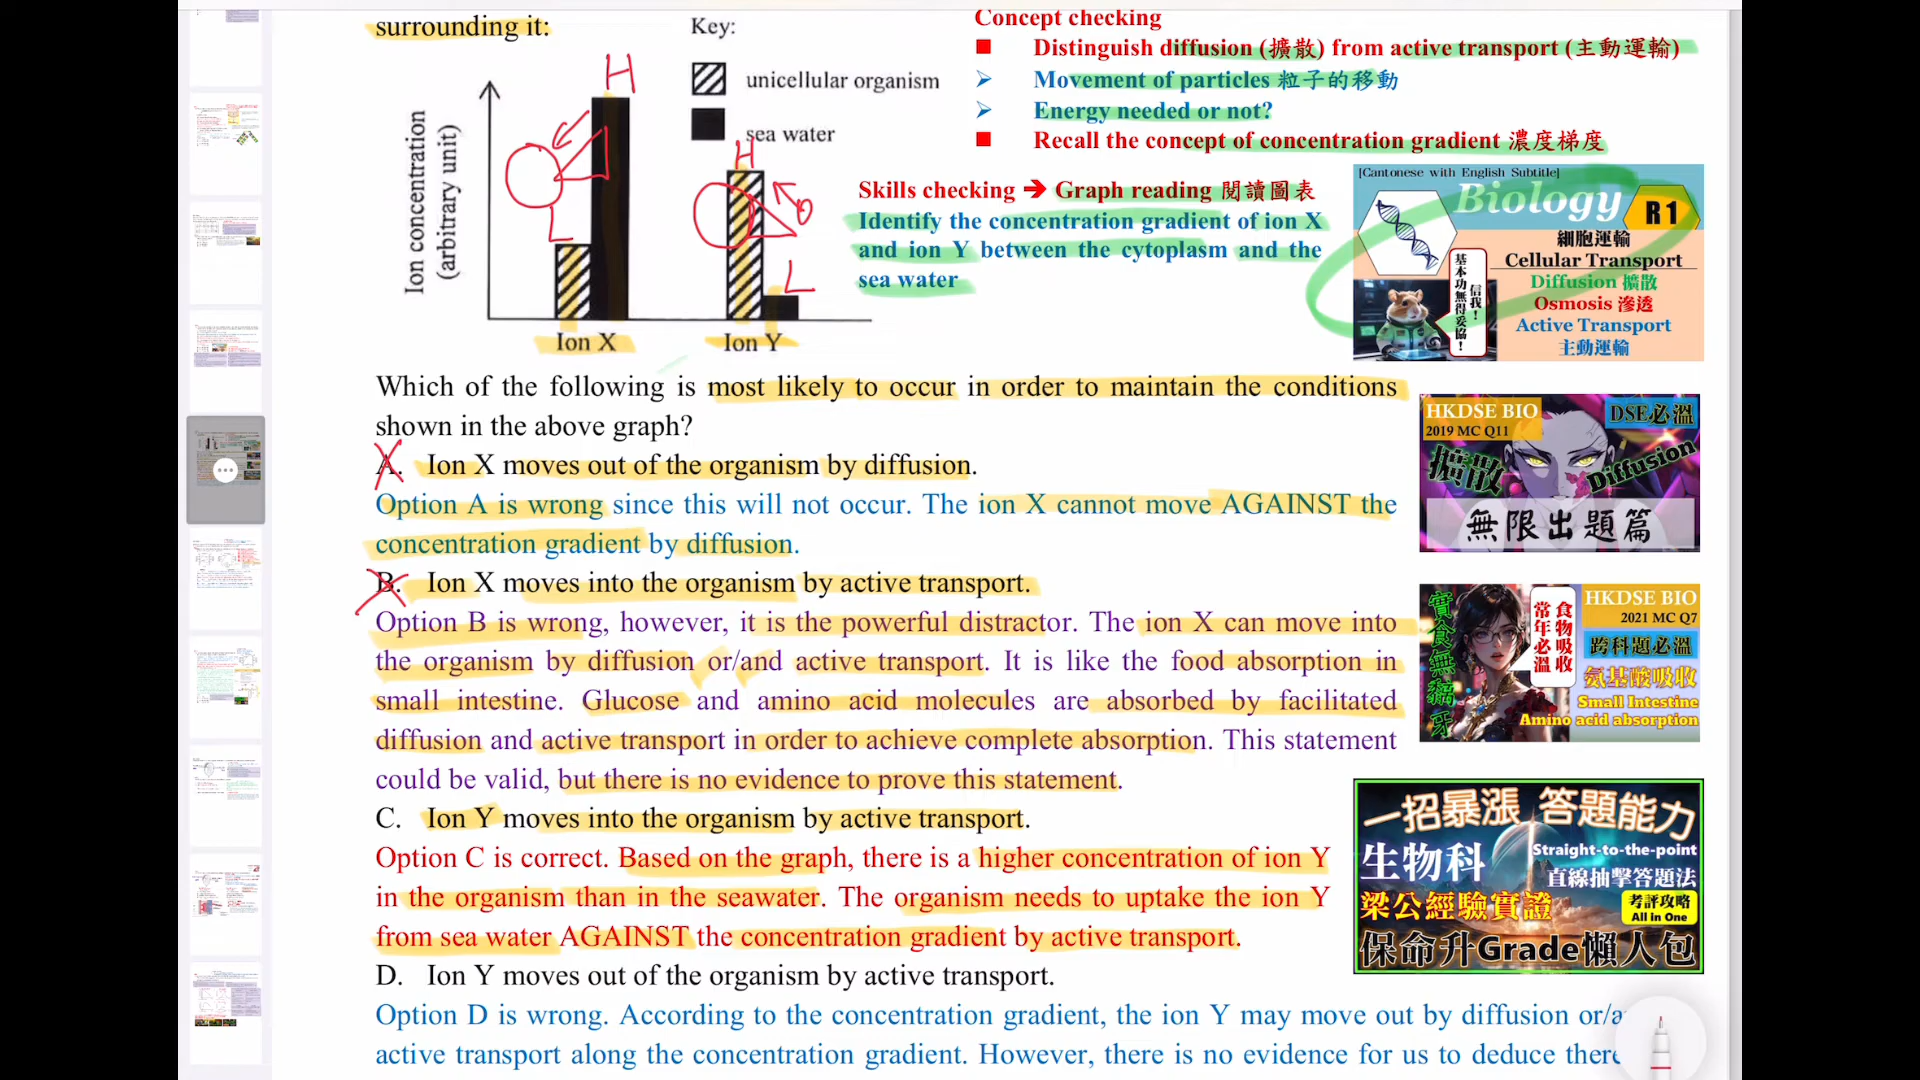 surrounding it:
Key:
unicellular organism
sea water
Ion concentration
(arbitrary unit)
H
L
H
L
Ion X
Ion Y
Concept checking
Distinguish diffusion (擴散) from active transport (主動運輸)
Movement of particles 粒子的移動
Energy needed or not?
Recall the concept of concentration gradient 濃度梯度
Skills checking ➔ Graph reading 閱讀圖表
Identify the concentration gradient of ion X
and ion Y between the cytoplasm and the
sea water
[Cantonese with English Subtitle]
Biology
R1
細胞運輸
Cellular Transport
Diffusion 擴散
Osmosis 滲透
Active Transport
主動運輸
信我！
基本功無得妥協！
Which of the following is most likely to occur in order to maintain the conditions
shown in the above graph?
A. Ion X moves out of the organism by diffusion.
Option A is wrong since this will not occur. The ion X cannot move AGAINST the
concentration gradient by diffusion.
B. Ion X moves into the organism by active transport.
Option B is wrong, however, it is the powerful distractor. The ion X can move into
the organism by diffusion or/and active transport. It is like the food absorption in
small intestine. Glucose and amino acid molecules are absorbed by facilitated
diffusion and active transport in order to achieve complete absorption. This statement
could be valid, but there is no evidence to prove this statement.
C. Ion Y moves into the organism by active transport.
Option C is correct. Based on the graph, there is a higher concentration of ion Y
in the organism than in the seawater. The organism needs to uptake the ion Y
from sea water AGAINST the concentration gradient by active transport.
D. Ion Y moves out of the organism by active transport.
Option D is wrong. According to the concentration gradient, the ion Y may move out by diffusion or/a
active transport along the concentration gradient. However, there is no evidence for us to deduce there
HKDSE BIO
2019 MC Q11
DSE必溫
擴散
Diffusion
無限出題篇
實食無黐牙
食物吸收
常年必溫
HKDSE BIO
2021 MC Q7
跨科題必溫
氨基酸吸收
Small Intestine
Amino acid absorption
一招暴漲 答題能力
生物科
Straight-to-the-point
直線抽擊答題法
梁公經驗實證
考評攻略
All in One
保命升Grade懶人包